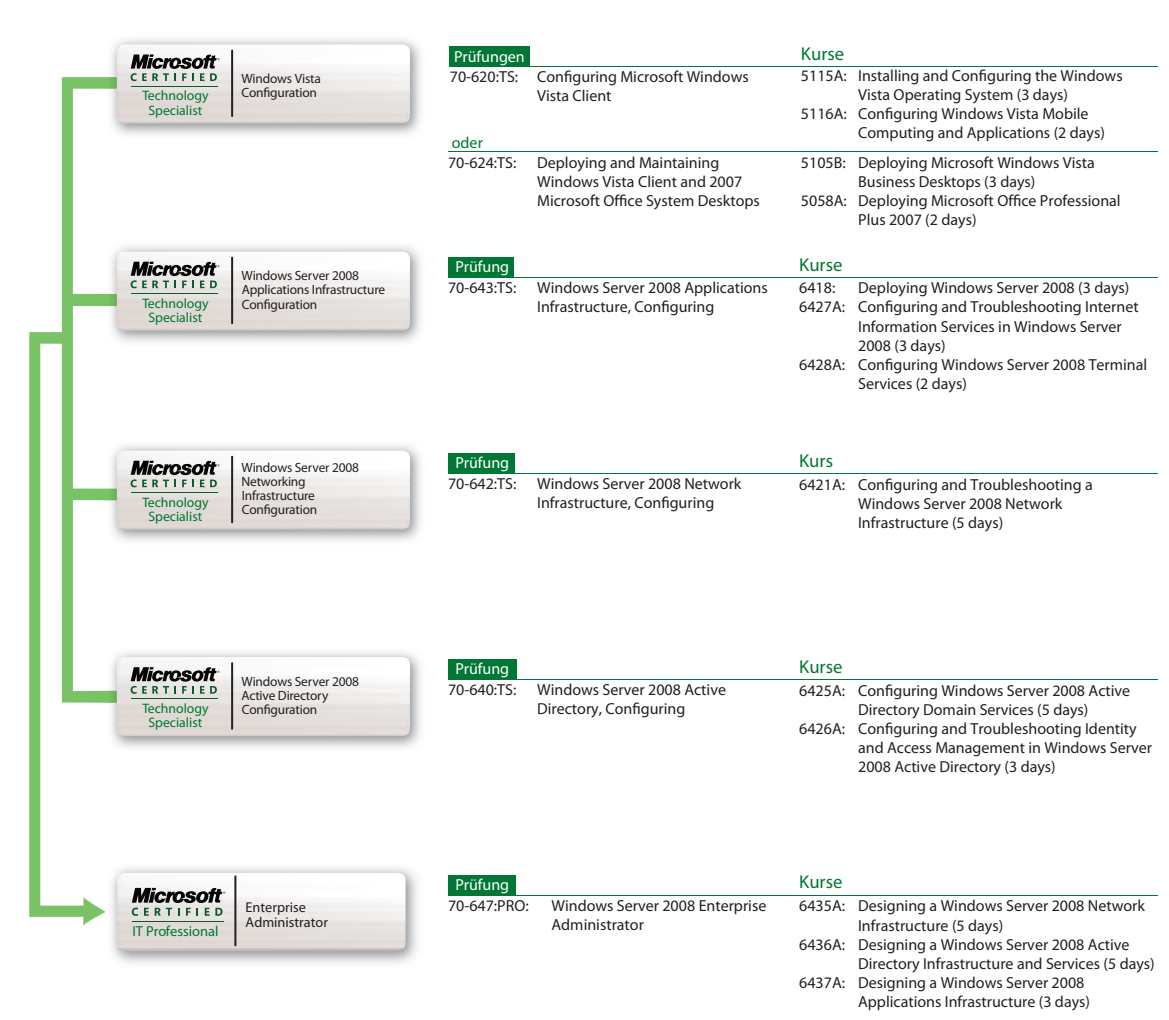 Microsoft
CERTIFIED
Technology
Specialist
Windows Vista
Configuration
Prüfungen
Kurse
70-620:TS: Configuring Microsoft Windows
Vista Client
5115A: Installing and Configuring the Windows
Vista Operating System (3 days)
5116A: Configuring Windows Vista Mobile
Computing and Applications (2 days)
oder
70-624:TS: Deploying and Maintaining
Windows Vista Client and 2007
Microsoft Office System Desktops
5105B: Deploying Microsoft Windows Vista
Business Desktops (3 days)
5058A: Deploying Microsoft Office Professional
Plus 2007 (2 days)
Microsoft
CERTIFIED
Technology
Specialist
Windows Server 2008
Applications Infrastructure
Configuration
Prüfung
Kurse
70-643:TS: Windows Server 2008 Applications
Infrastructure, Configuring
6418: Deploying Windows Server 2008 (3 days)
6427A: Configuring and Troubleshooting Internet
Information Services in Windows Server
2008 (3 days)
6428A: Configuring Windows Server 2008 Terminal
Services (2 days)
Microsoft
CERTIFIED
Technology
Specialist
Windows Server 2008
Networking
Infrastructure
Configuration
Prüfung
Kurs
70-642:TS: Windows Server 2008 Network
Infrastructure, Configuring
6421A: Configuring and Troubleshooting a
Windows Server 2008 Network
Infrastructure (5 days)
Microsoft
CERTIFIED
Technology
Specialist
Windows Server 2008
Active Directory
Configuration
Prüfung
Kurse
70-640:TS: Windows Server 2008 Active
Directory, Configuring
6425A: Configuring Windows Server 2008 Active
Directory Domain Services (5 days)
6426A: Configuring and Troubleshooting Identity
and Access Management in Windows Server
2008 Active Directory (3 days)
Microsoft
CERTIFIED
IT Professional
Enterprise
Administrator
Prüfung
Kurse
70-647:PRO: Windows Server 2008 Enterprise
Administrator
6435A: Designing a Windows Server 2008 Network
Infrastructure (5 days)
6436A: Designing a Windows Server 2008 Active
Directory Infrastructure and Services (5 days)
6437A: Designing a Windows Server 2008
Applications Infrastructure (3 days)